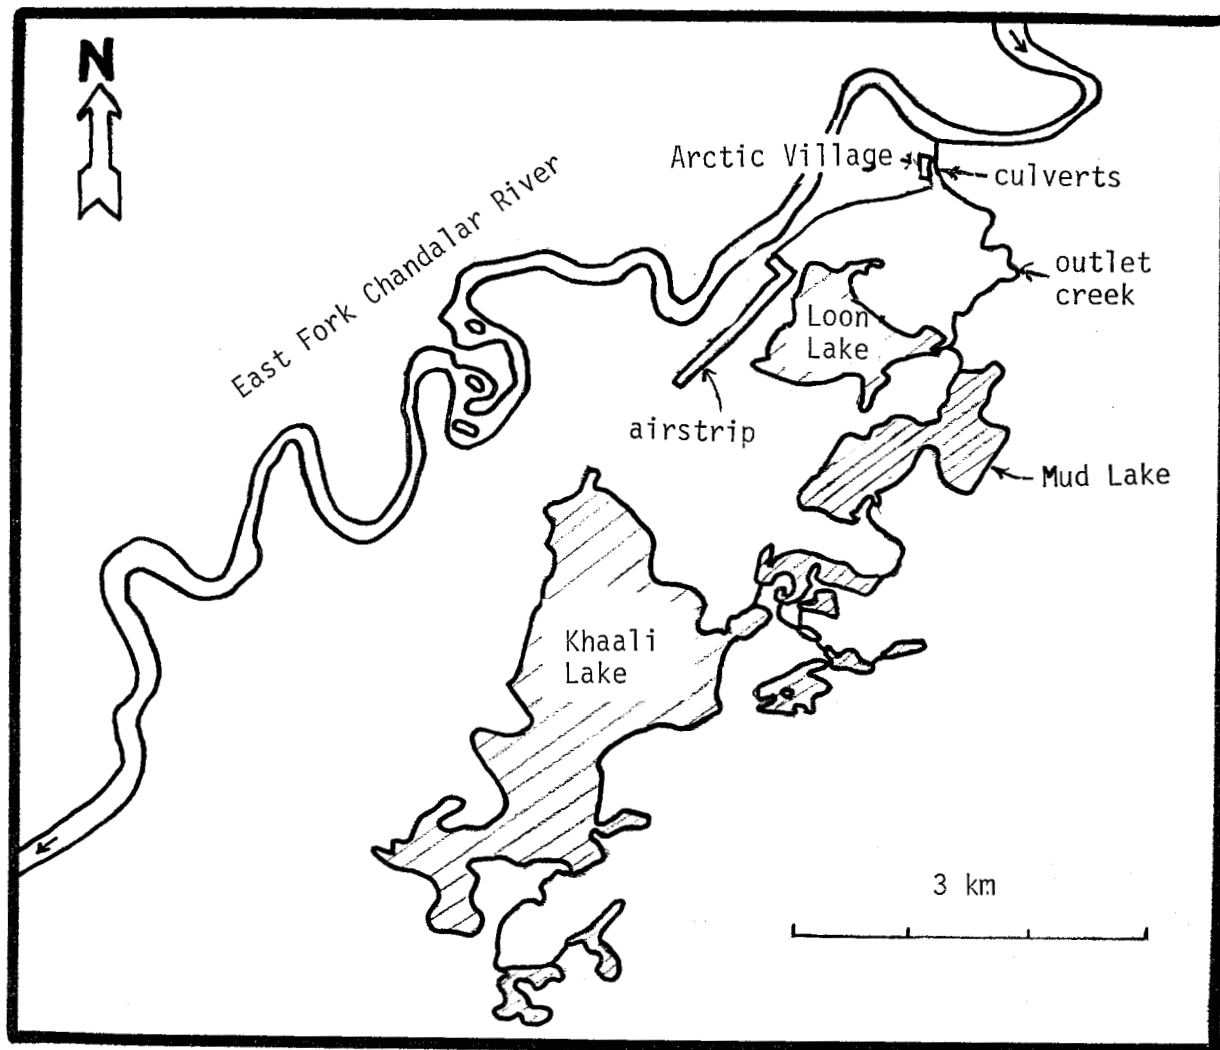 N
Arctic Village
culverts
East Fork Chandalar River
outlet
creek
Loon
Lake
airstrip
Mud Lake
Khaali
Lake
3 km